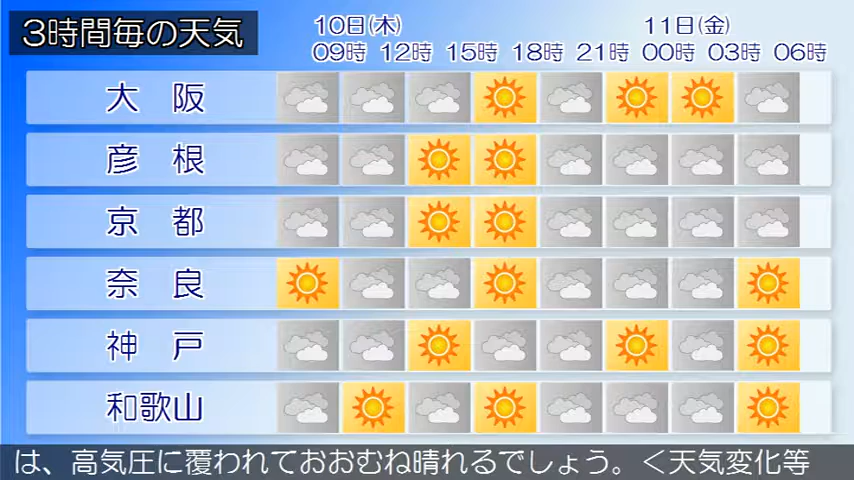 3時間毎の天気
10日(木) 11日(金)
09時 12時 15時 18時 21時 00時 03時 06時
大阪
彦根
京都
奈良
神戸
和歌山
は、高気圧に覆われておおむね晴れるでしょう。＜天気変化等